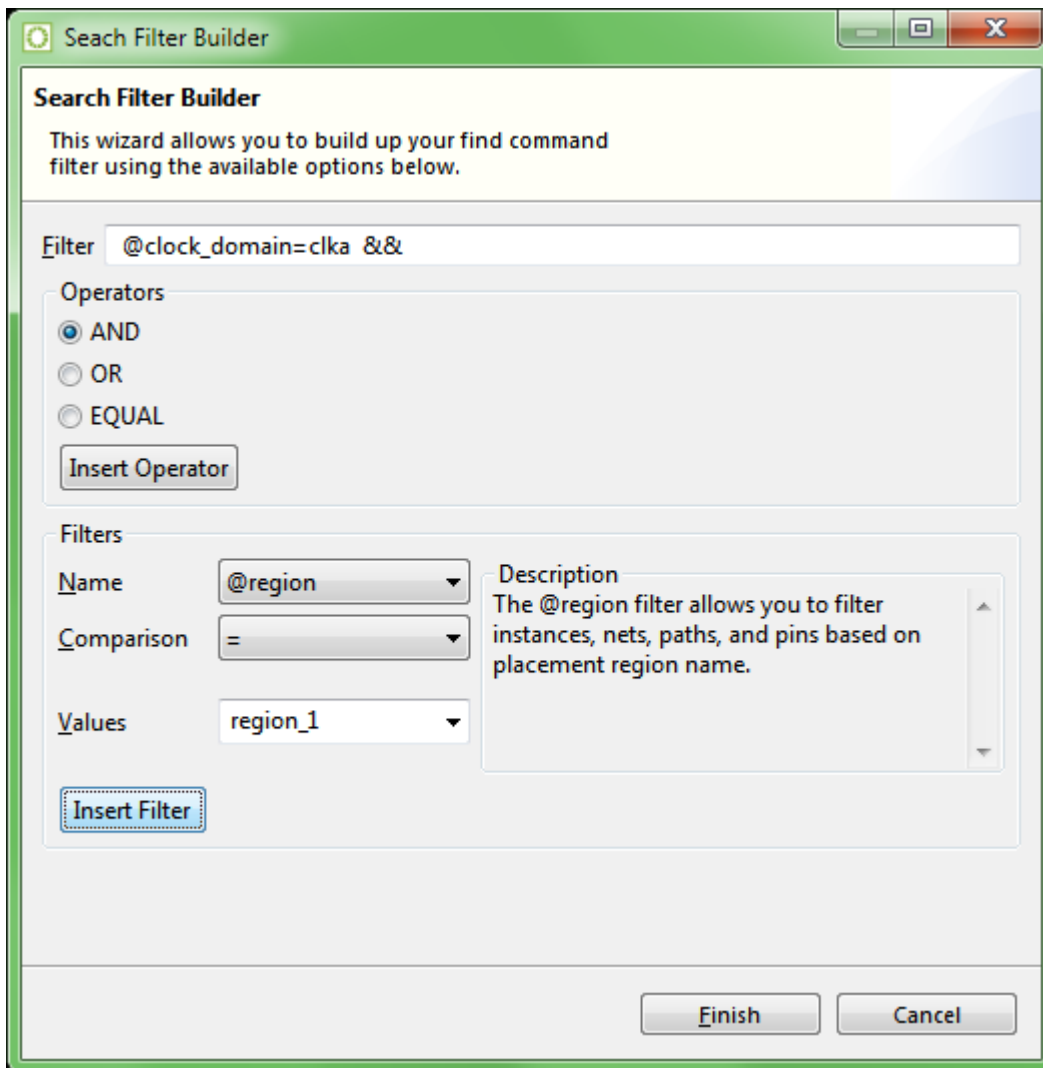 Seach Filter Builder
Search Filter Builder
This wizard allows you to build up your find command
filter using the available options below.
Filter @clock_domain=clka &&
Operators
AND
OR
EQUAL
Insert Operator
Filters
Name @region
Comparison =
Values region_1
Description
The @region filter allows you to filter
instances, nets, paths, and pins based on
placement region name.
Insert Filter
Finish Cancel